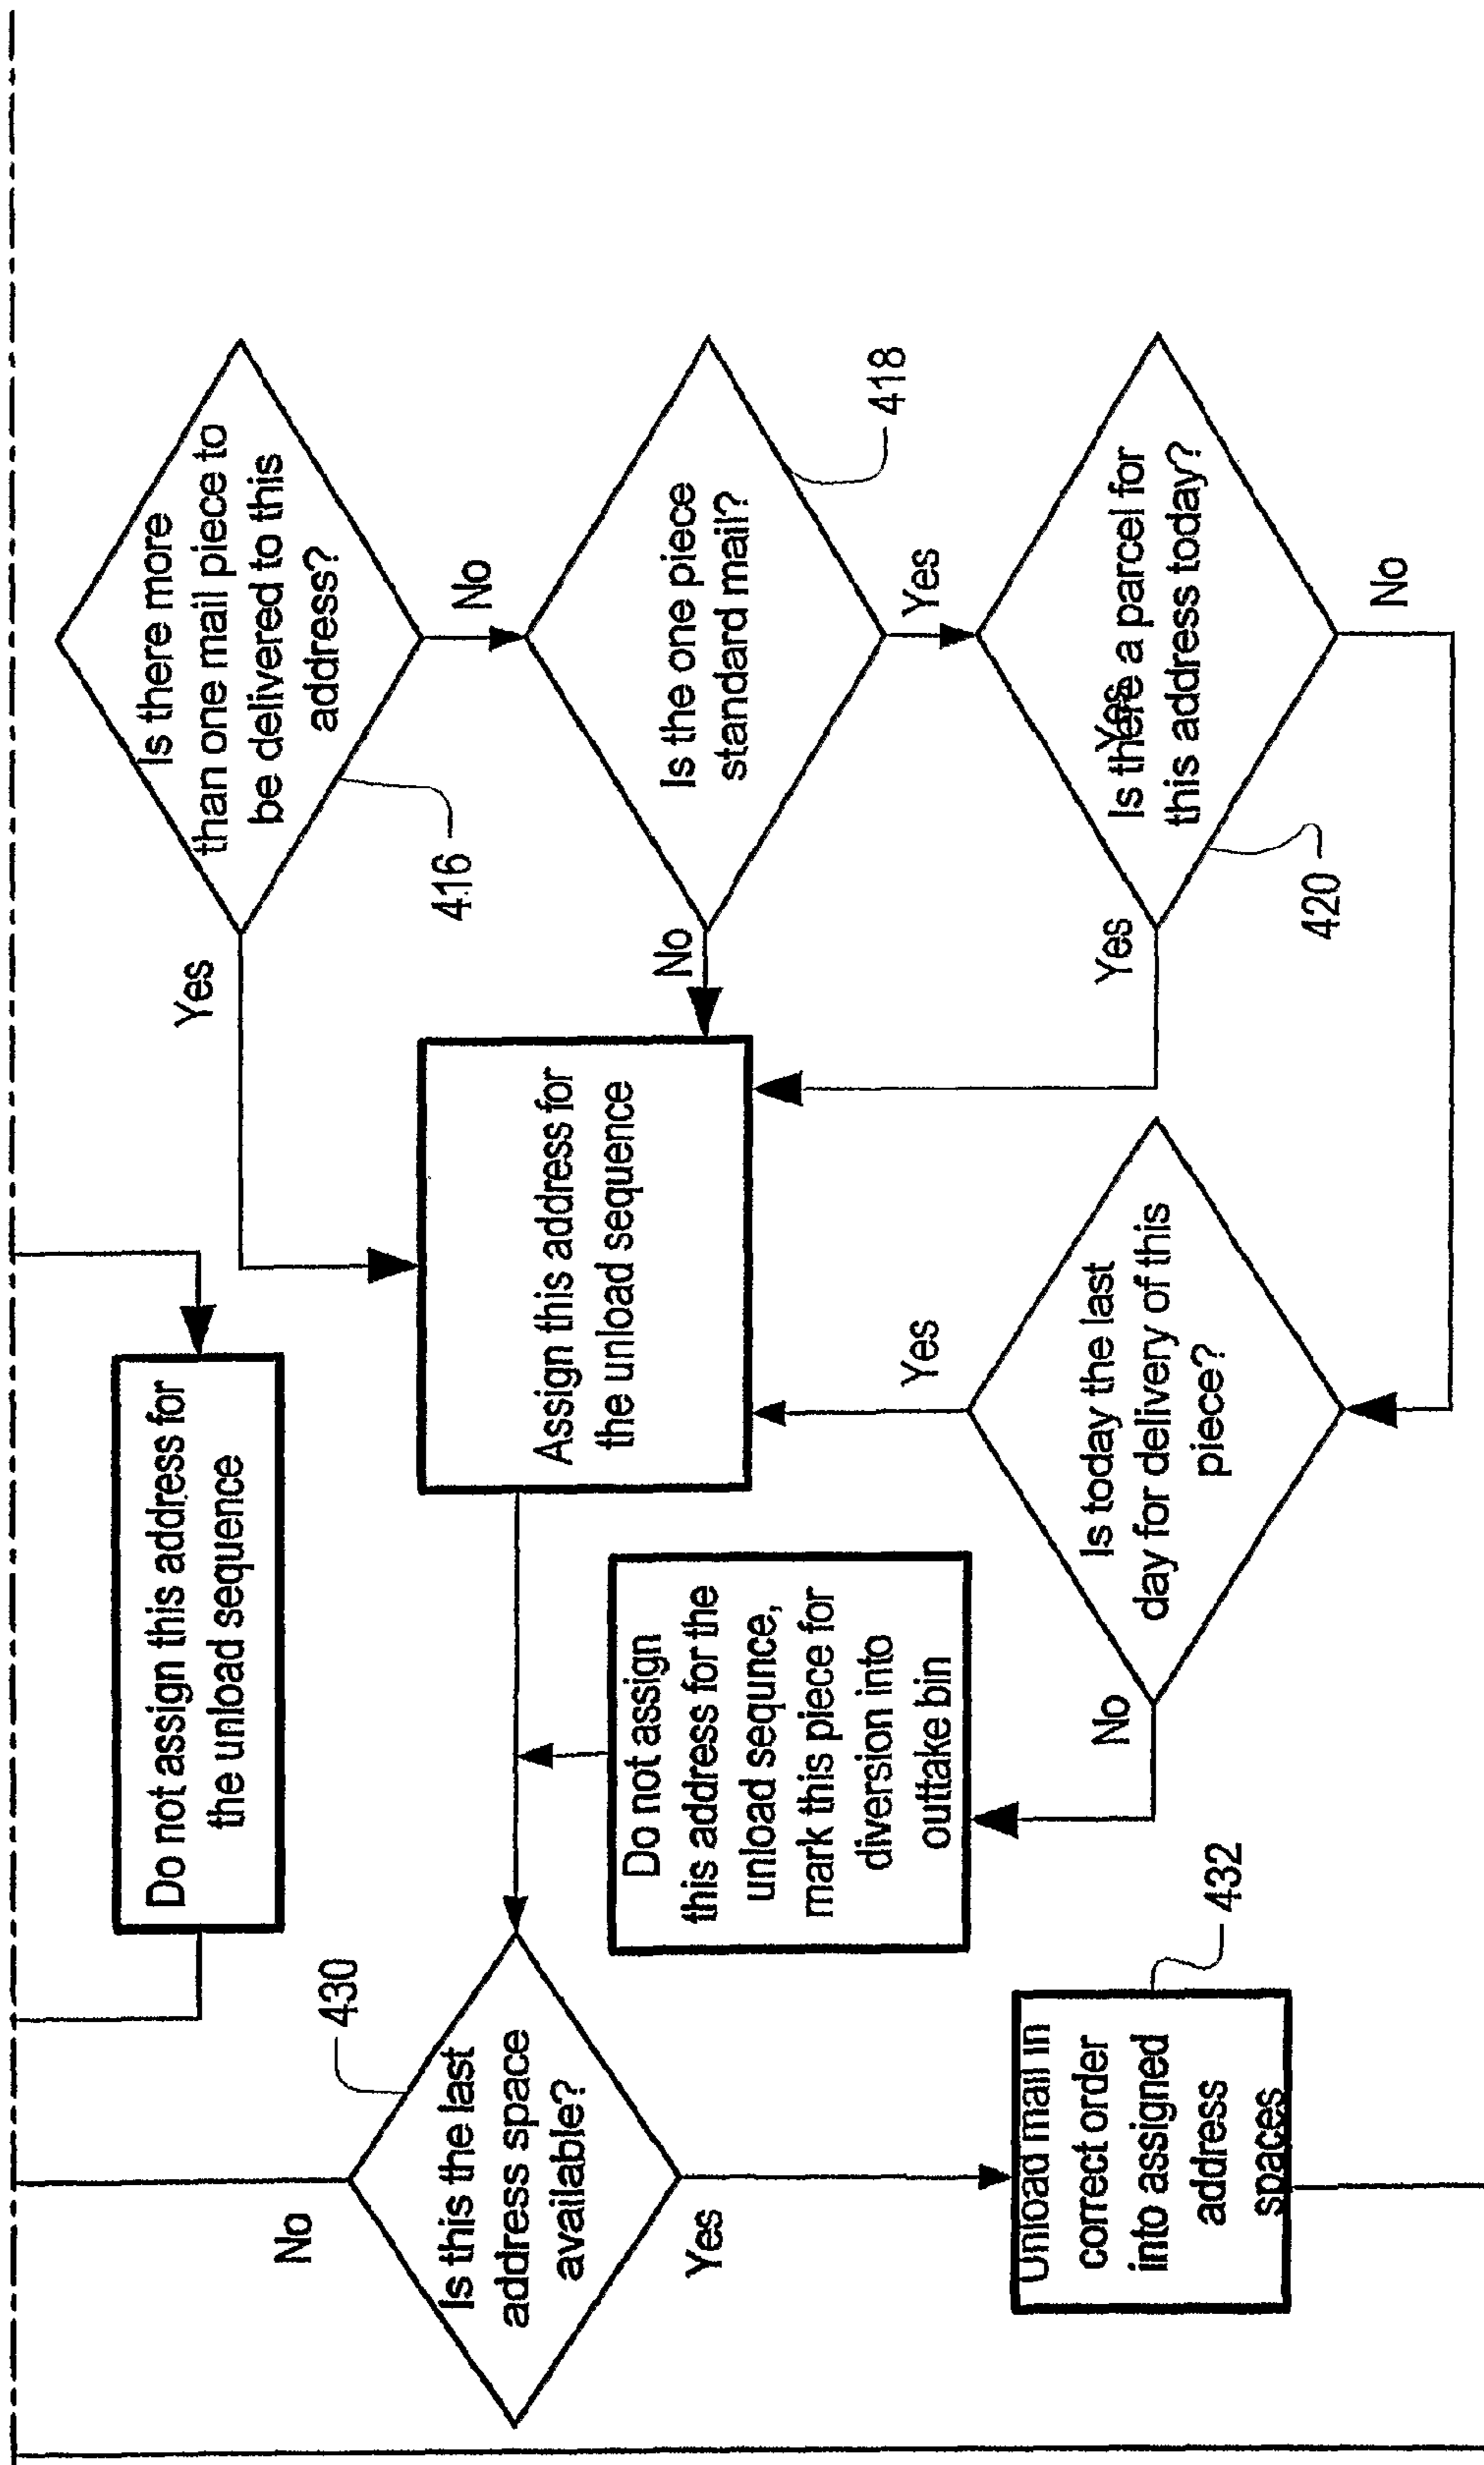 Is there more
than one mail piece to
be delivered to this
address?
416
Yes
No
Is the one piece
standard mail?
418
No
Yes
Is there a parcel for
this address today?
Yes
420
Yes
No
Do not assign this address for
the unload sequence
Assign this address for
the unload sequence
Is today the last
day for delivery of this
piece?
Yes
No
Do not assign
this address for the
unload sequnce,
mark this piece for
diversion into
outtake bin
Is this the last
address space
available?
430
No
Yes
Unload mail in
correct order
into assigned
address
spaces
432